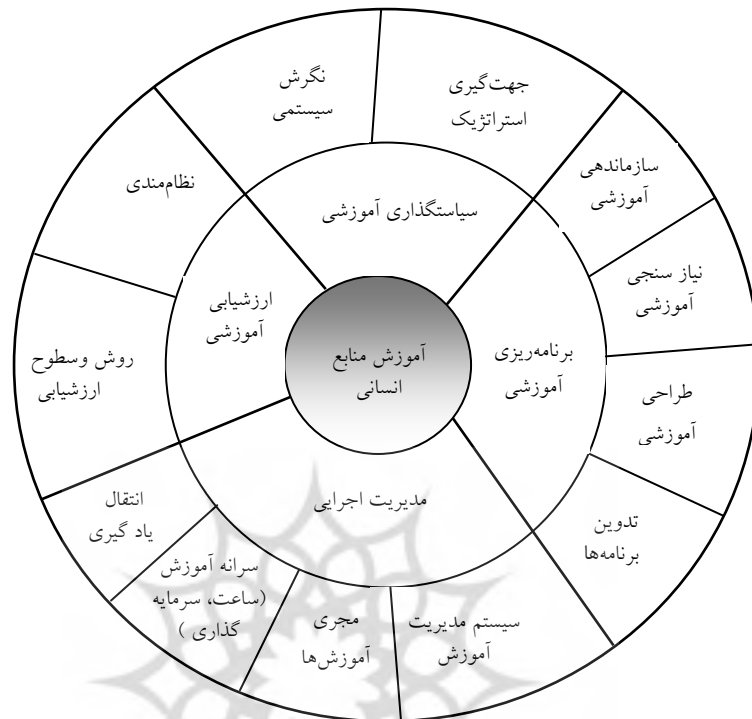 نگرش
سیستمی
جهت‌گیری
استراتژیک
سازماندهی
آموزشی
نیاز سنجی
آموزشی
طراحی
آموزشی
تدوین
برنامه‌ها
سیستم مدیریت
آموزش
مجری
آموزش‌ها
سرانه آموزش
(ساعت، سرمایه
گذاری )
انتقال
یاد گیری
روش وسطوح
ارزشیابی
نظام‌مندی
سیاستگذاری آموزشی
برنامه‌ریزی
آموزشی
مدیریت اجرایی
ارزشیابی
آموزشی
آموزش منابع
انسانی